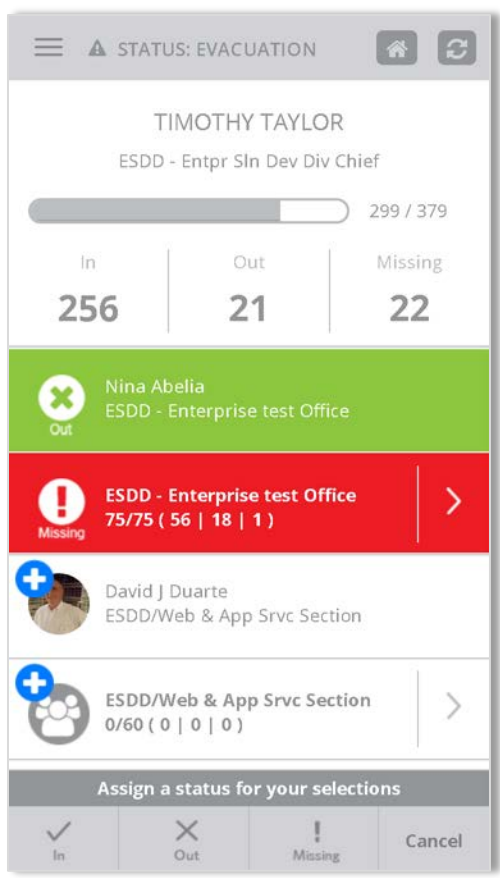 STATUS: EVACUATION
TIMOTHY TAYLOR
ESDD - Entpr Sln Dev Div Chief
299 / 379
In Out Missing
256 21 22
Nina Abelia
ESDD - Enterprise test Office
Out
ESDD - Enterprise test Office
75/75 ( 56 | 18 | 1 )
Missing
David J Duarte
ESDD/Web & App Srvc Section
ESDD/Web & App Srvc Section
0/60 ( 0 | 0 | 0 )
Assign a status for your selections
In Out Missing Cancel